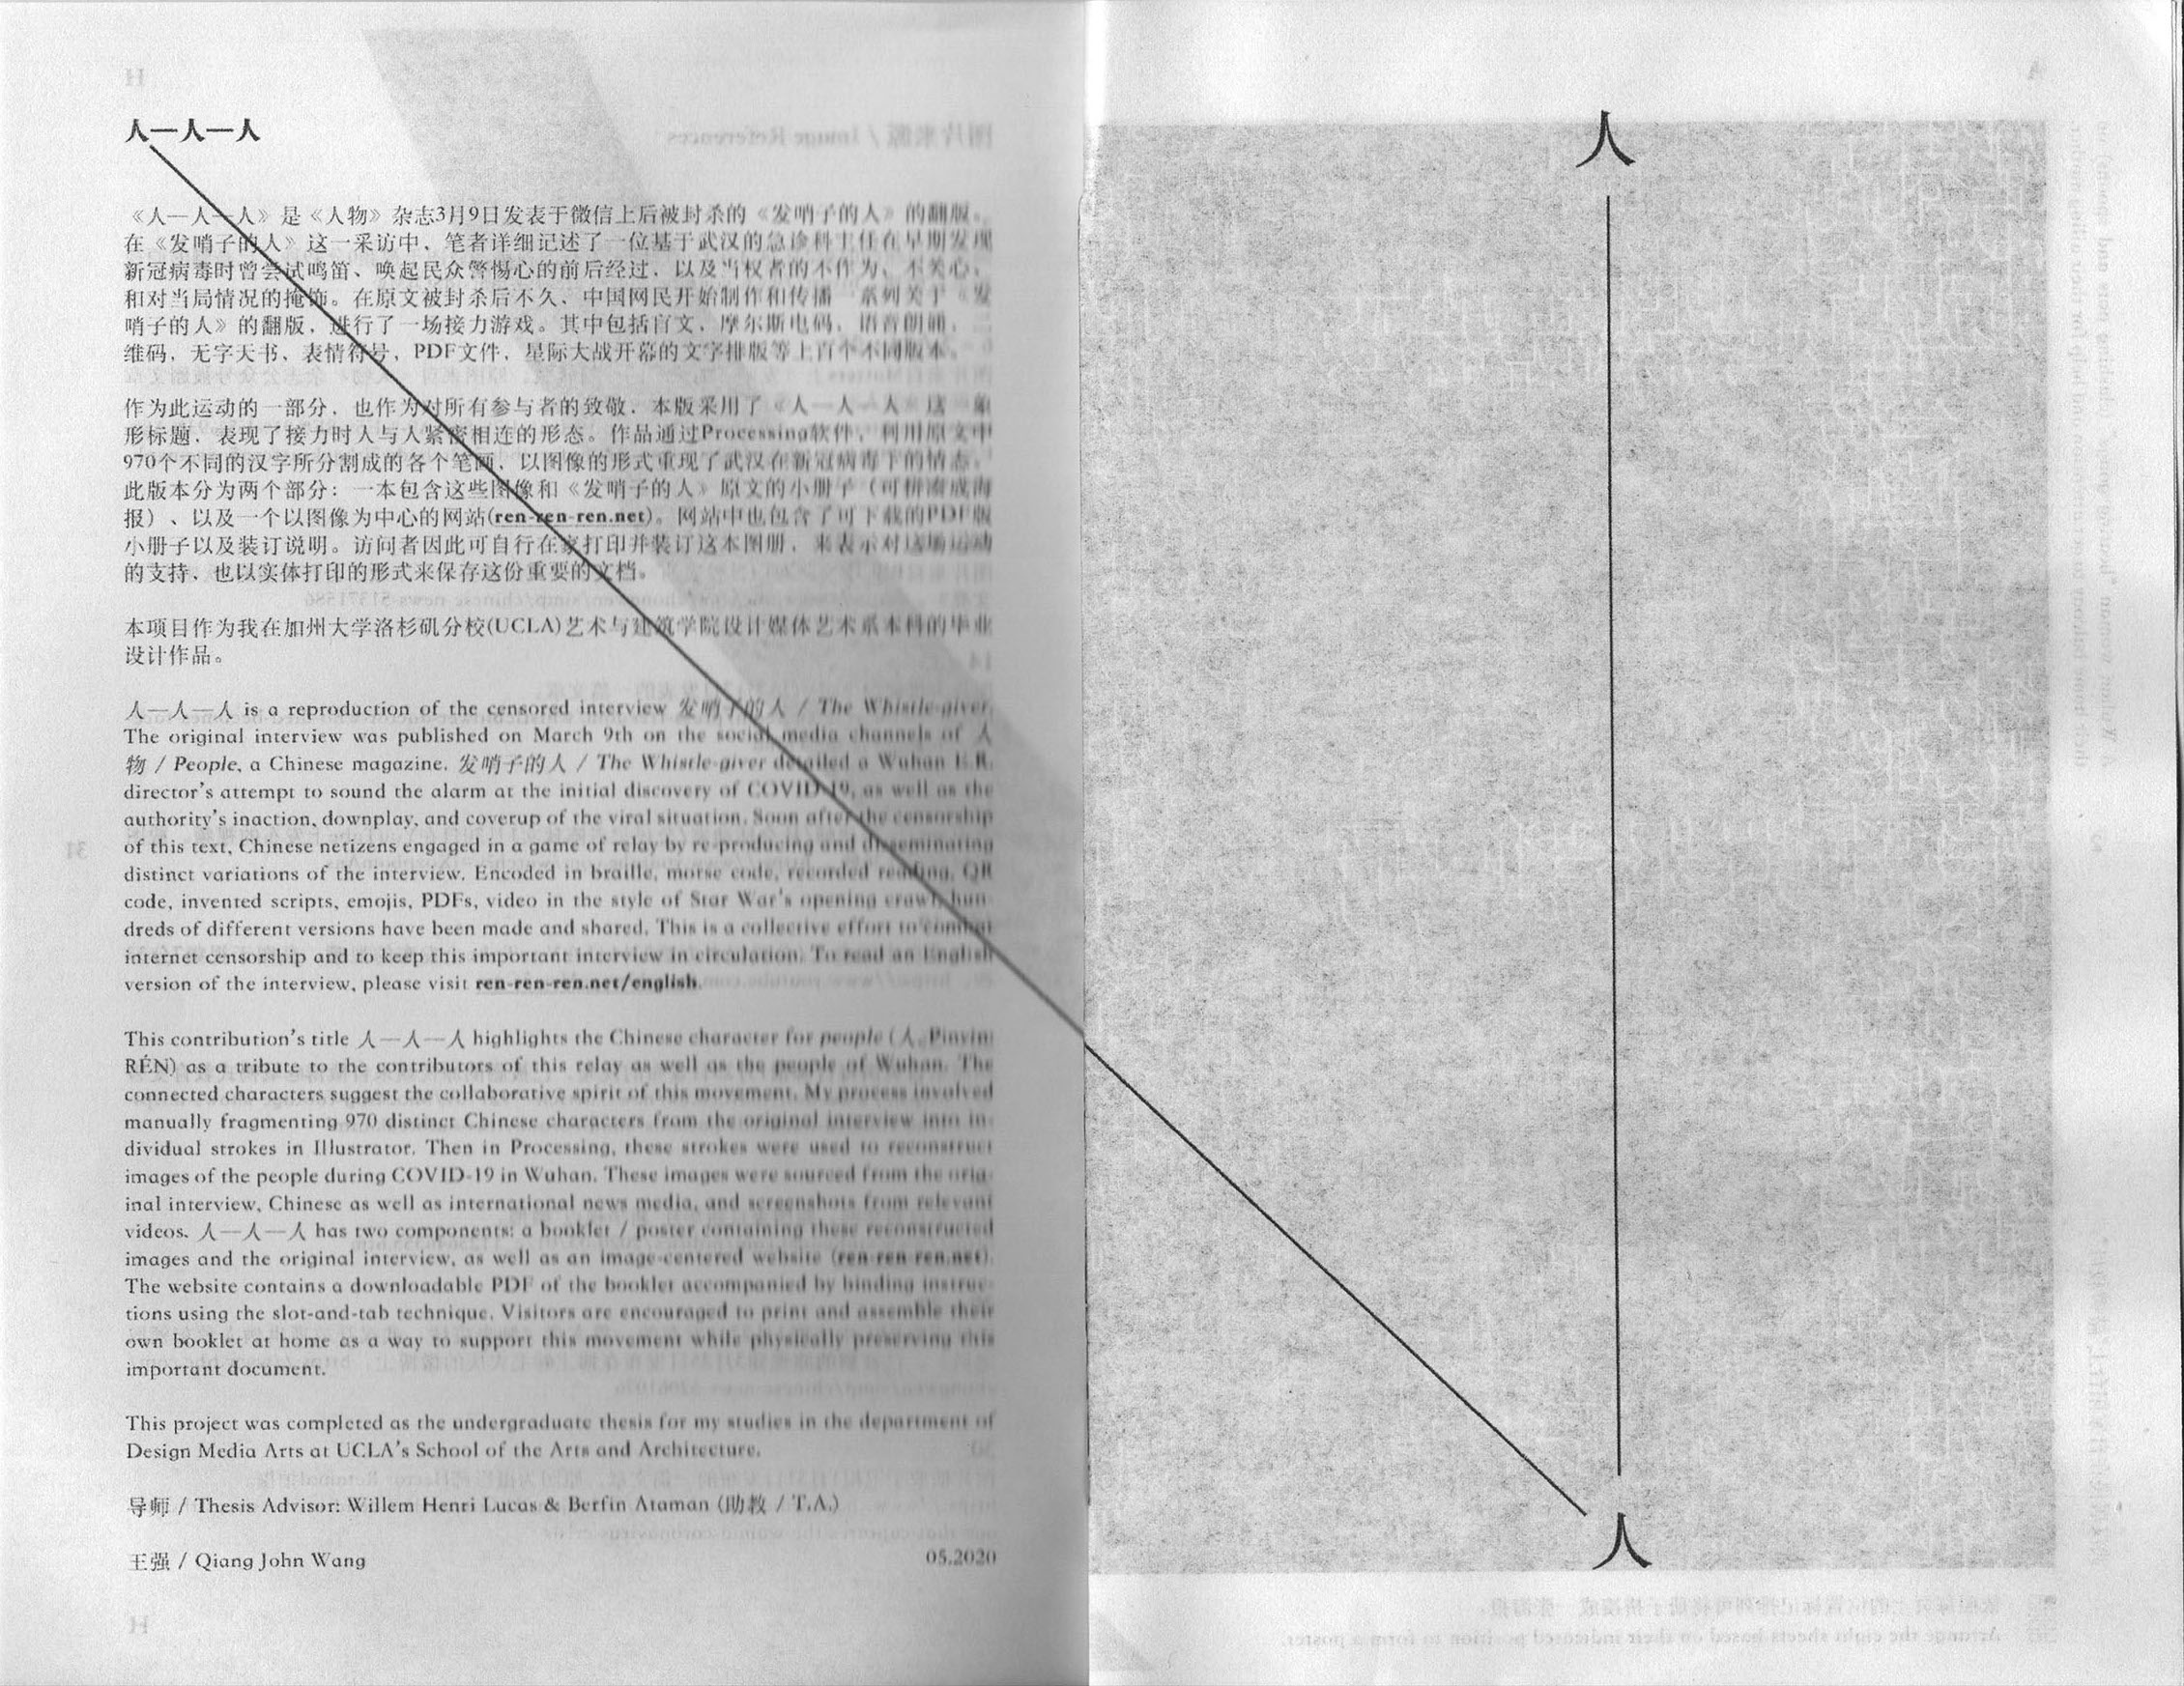 人—人—人
《人—人—人》是《人物》杂志3月9日发表于微信上后被封杀的《发哨子的人》的翻版。
在《发哨子的人》这一采访中，笔者详细记述了一位基于武汉的急诊科主任在早期发现
新冠病毒时曾尝试鸣笛、唤起民众警惕心的前后经过，以及当权者的不作为、不关心，
和对当局情况的掩饰。在原文被封杀后不久，中国网民开始制作和传播一系列关于《发
哨子的人》的翻版，进行了一场接力游戏。其中包括盲文，摩尔斯电码，语音朗诵，二
维码，无字天书、表情符号，PDF文件，星际大战开幕的文字排版等上百个不同版本。
作为此运动的一部分，也作为对所有参与者的致敬，本版采用了《人—人—人》这一象
形标题，表现了接力时人与人紧密相连的形态。作品通过Processing软件，利用原文中
970个不同的汉字所分割成的各个笔画，以图像的形式重现了武汉在新冠病毒下的情态。
此版本分为两个部分：一本包含这些图像和《发哨子的人》原文的小册子（可拼凑成海
报）、以及一个以图像为中心的网站(ren-ren-ren.net)。网站中也包含了可下载的PDF版
小册子以及装订说明。访问者因此可自行在家打印并装订这本图册，来表示对这场运动
的支持，也以实体打印的形式来保存这份重要的文档。
本项目作为我在加州大学洛杉矶分校(UCLA)艺术与建筑学院设计媒体艺术系本科的毕业
设计作品。
人—人—人 is a reproduction of the censored interview 发哨子的人 / The Whistle-giver.
The original interview was published on March 9th on the social media channels of 人
物 / People, a Chinese magazine. 发哨子的人 / The Whistle-giver detailed a Wuhan E.R.
director's attempt to sound the alarm at the initial discovery of COVID-19, as well as the
authority's inaction, downplay, and coverup of the viral situation. Soon after the censorship
of this text, Chinese netizens engaged in a game of relay by re-producing and disseminating
distinct variations of the interview. Encoded in braille, morse code, recorded reading, QR
code, invented scripts, emojis, PDFs, video in the style of Star War's opening crawl, hun-
dreds of different versions have been made and shared. This is a collective effort to combat
internet censorship and to keep this important interview in circulation. To read an English
version of the interview, please visit ren-ren-ren.net/english.
This contribution's title 人—人—人 highlights the Chinese character for people (人, Pinyin:
RÉN) as a tribute to the contributors of this relay as well as the people of Wuhan. The
connected characters suggest the collaborative spirit of this movement. My process involved
manually fragmenting 970 distinct Chinese characters from the original interview into in-
dividual strokes in Illustrator. Then in Processing, these strokes were used to reconstruct
images of the people during COVID-19 in Wuhan. These images were sourced from the orig-
inal interview, Chinese as well as international news media, and screenshots from relevant
videos. 人—人—人 has two components: a booklet / poster containing these reconstructed
images and the original interview, as well as an image-centered website (ren-ren-ren.net).
The website contains a downloadable PDF of the booklet accompanied by binding instruc-
tions using the slot-and-tab technique. Visitors are encouraged to print and assemble their
own booklet at home as a way to support this movement while physically preserving this
important document.
This project was completed as the undergraduate thesis for my studies in the department of
Design Media Arts at UCLA's School of the Arts and Architecture.
导师 / Thesis Advisor: Willem Henri Lucas & Berfin Ataman (助教 / T.A.)
王强 / Qiang John Wang
05.2020
人
人